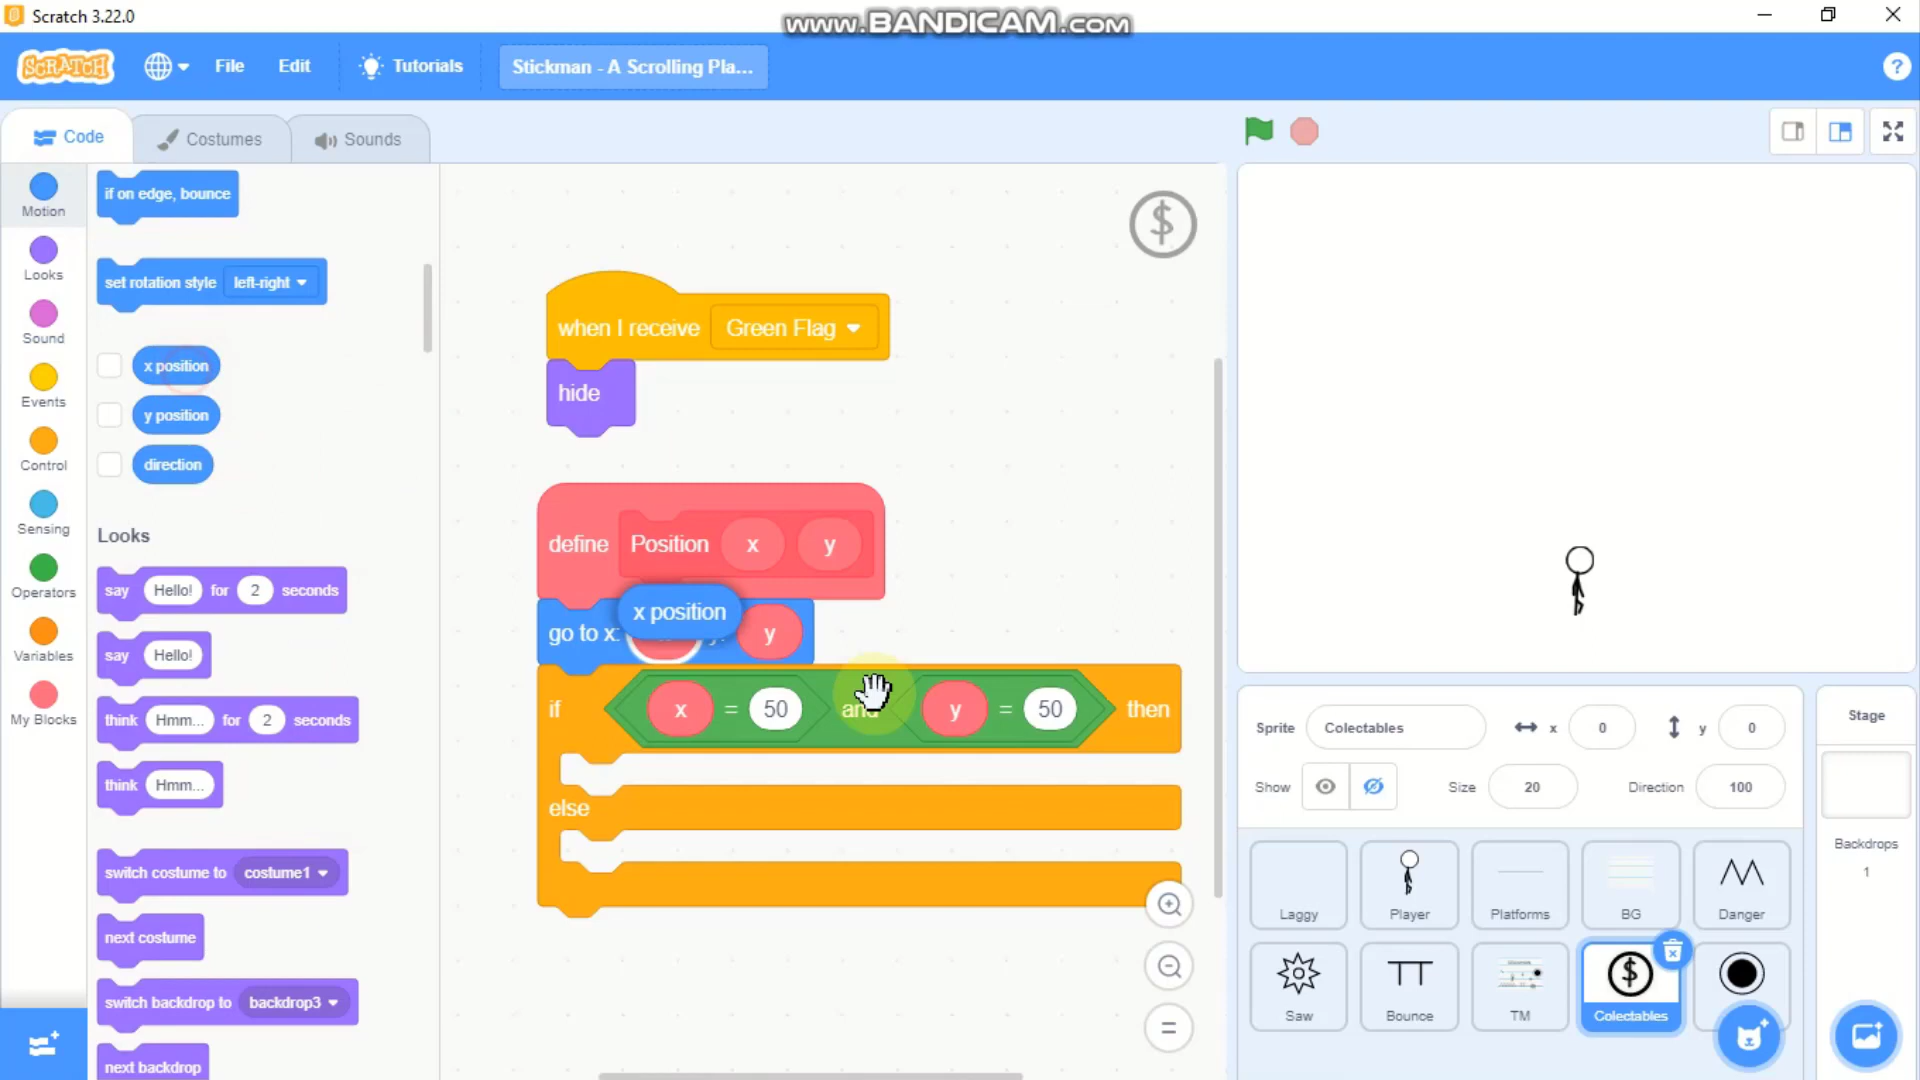 Scratch 3.22.0
www.BANDICAM.com
SCRATCH
File
Edit
Tutorials
Stickman - A Scrolling Pla...
?
Code
Costumes
Sounds
Motion
Looks
Sound
Events
Control
Sensing
Operators
Variables
My Blocks
if on edge, bounce
set rotation style left-right
x position
y position
direction
Looks
say Hello! for 2 seconds
say Hello!
think Hmm... for 2 seconds
think Hmm...
switch costume to costume1
next costume
switch backdrop to backdrop3
next backdrop
when I receive Green Flag
hide
define Position x y
x position
go to x: y
if x = 50 and y = 50 then
else
Sprite Colectables x 0 y 0
Show Size 20 Direction 100
Laggy
Player
Platforms
BG
Danger
Saw
Bounce
TM
Colectables
Stage
Backdrops
1